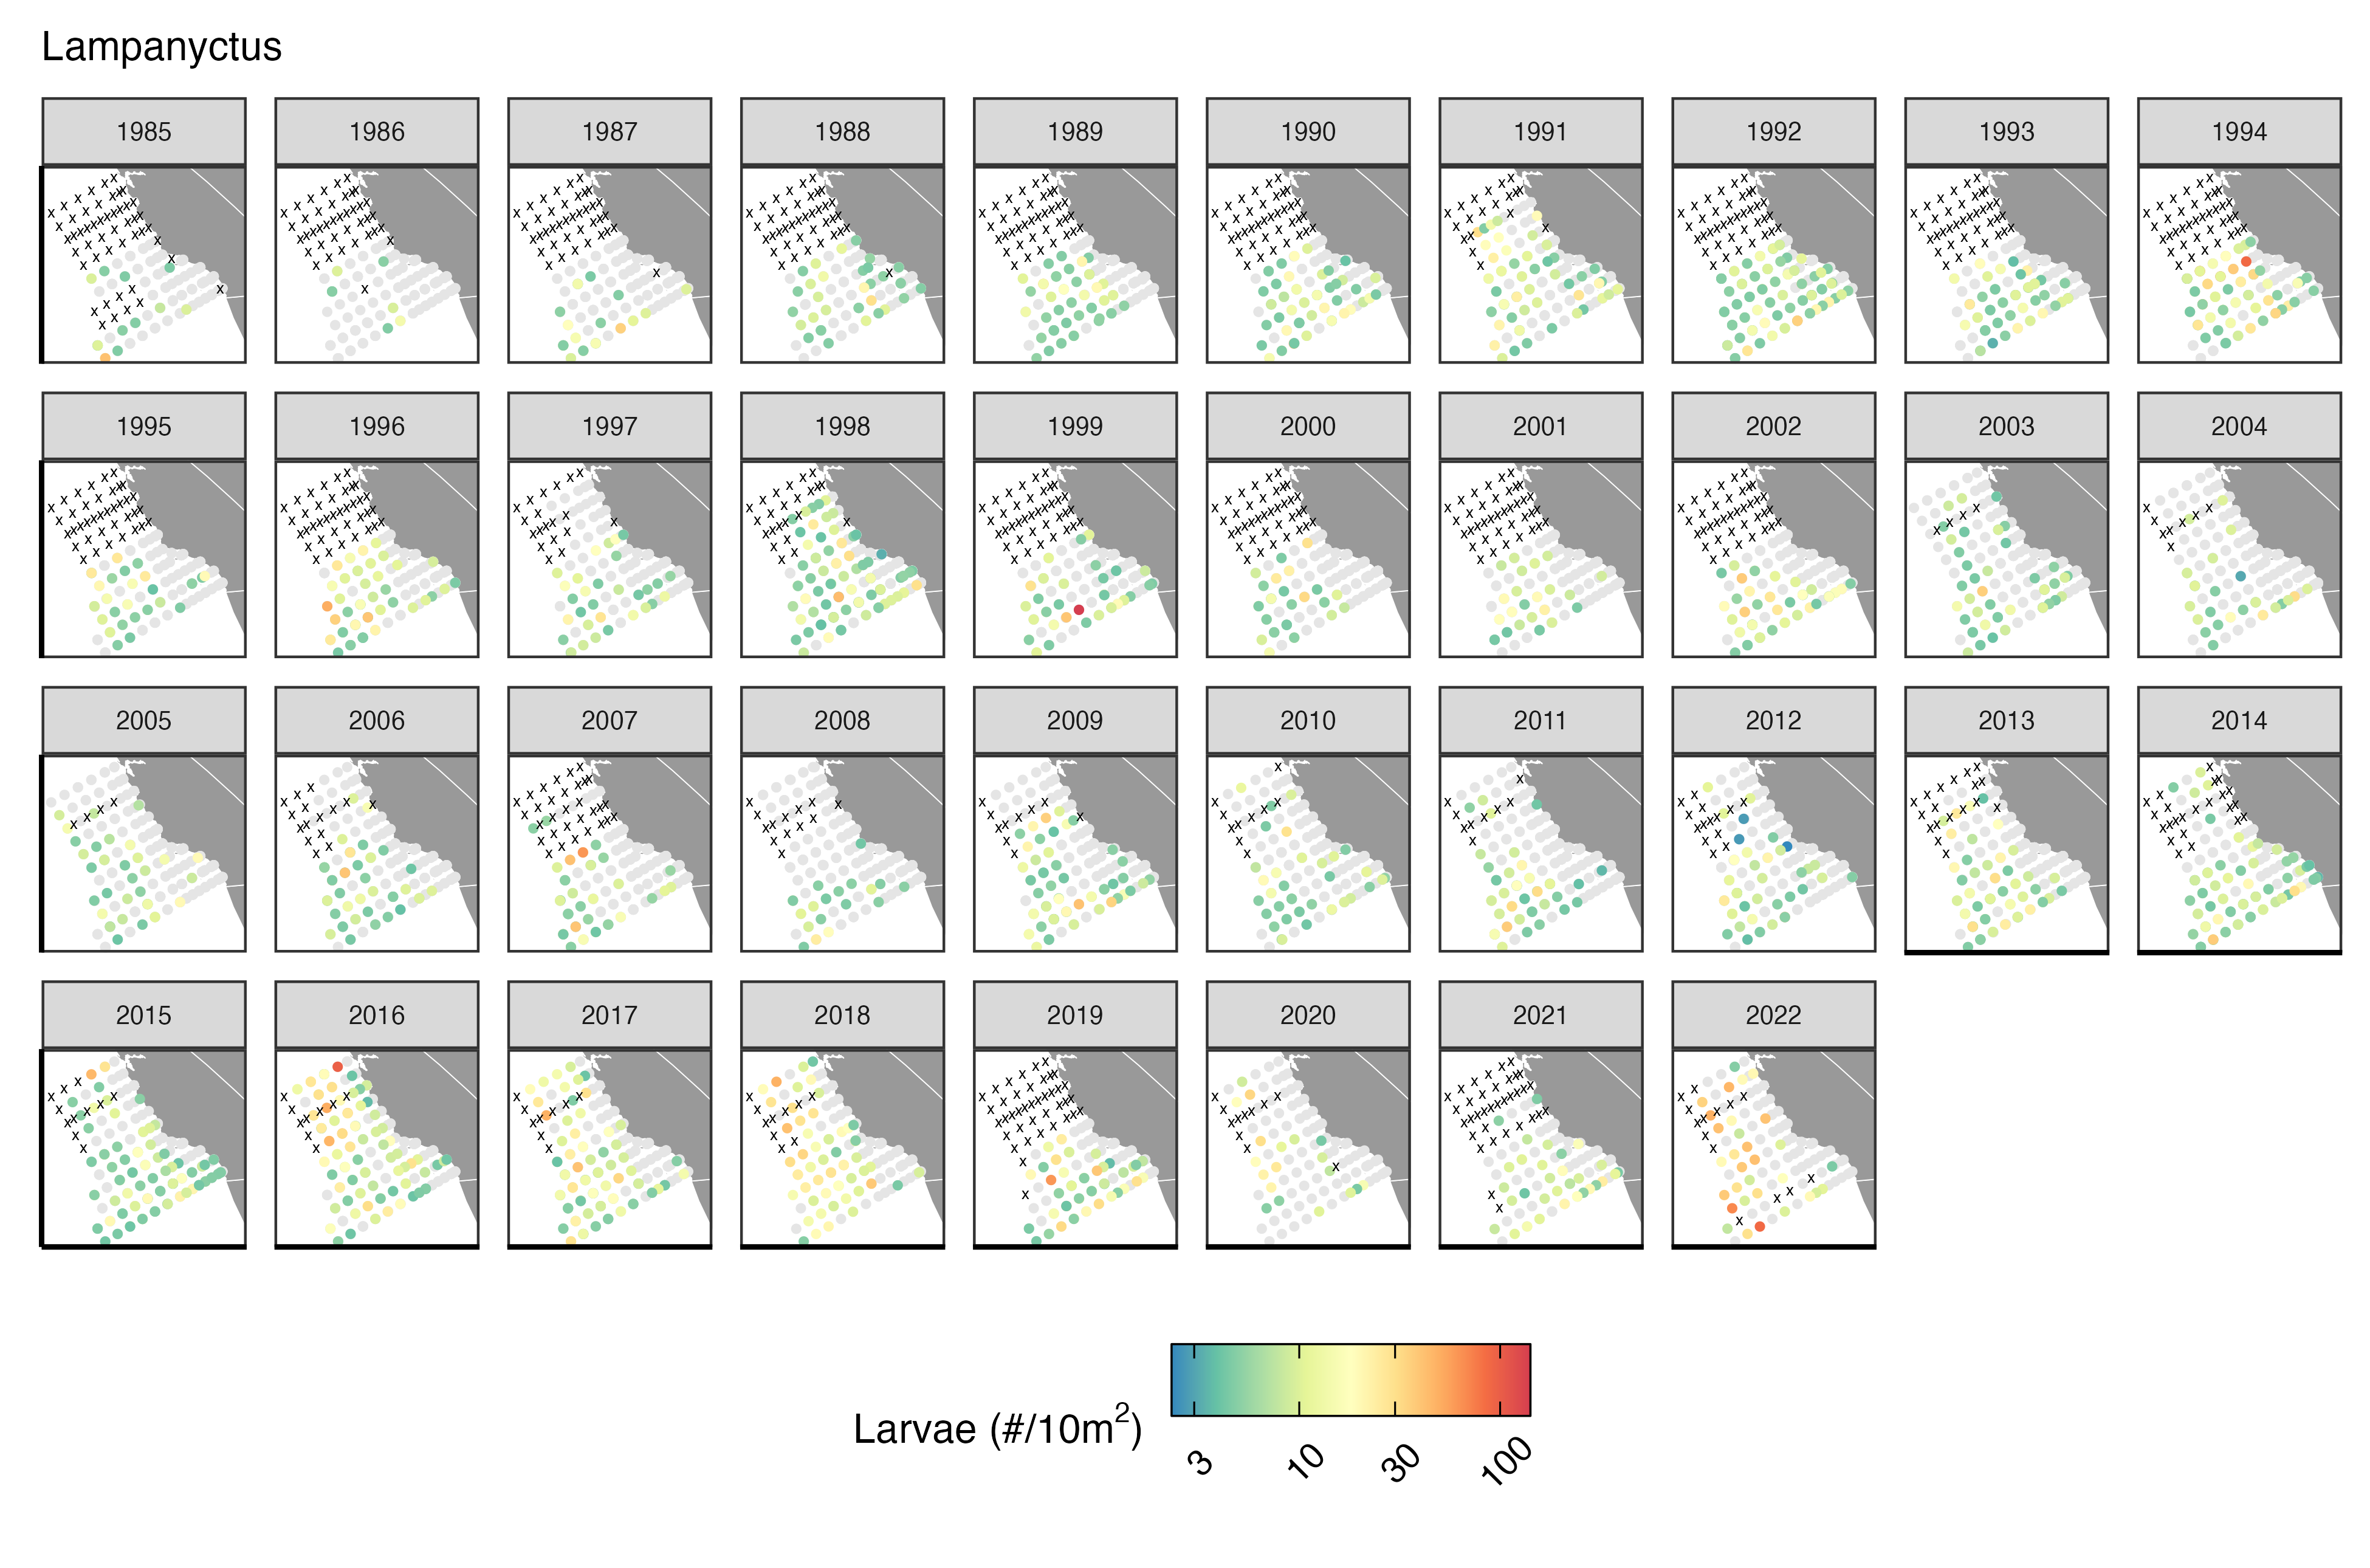 Lampanyctus
1985 1986 1987 1988 1989 1990 1991 1992 1993 1994
1995 1996 1997 1998 1999 2000 2001 2002 2003 2004
2005 2006 2007 2008 2009 2010 2011 2012 2013 2014
2015 2016 2017 2018 2019 2020 2021 2022
Larvae (#/10m²)
3 10 30 100